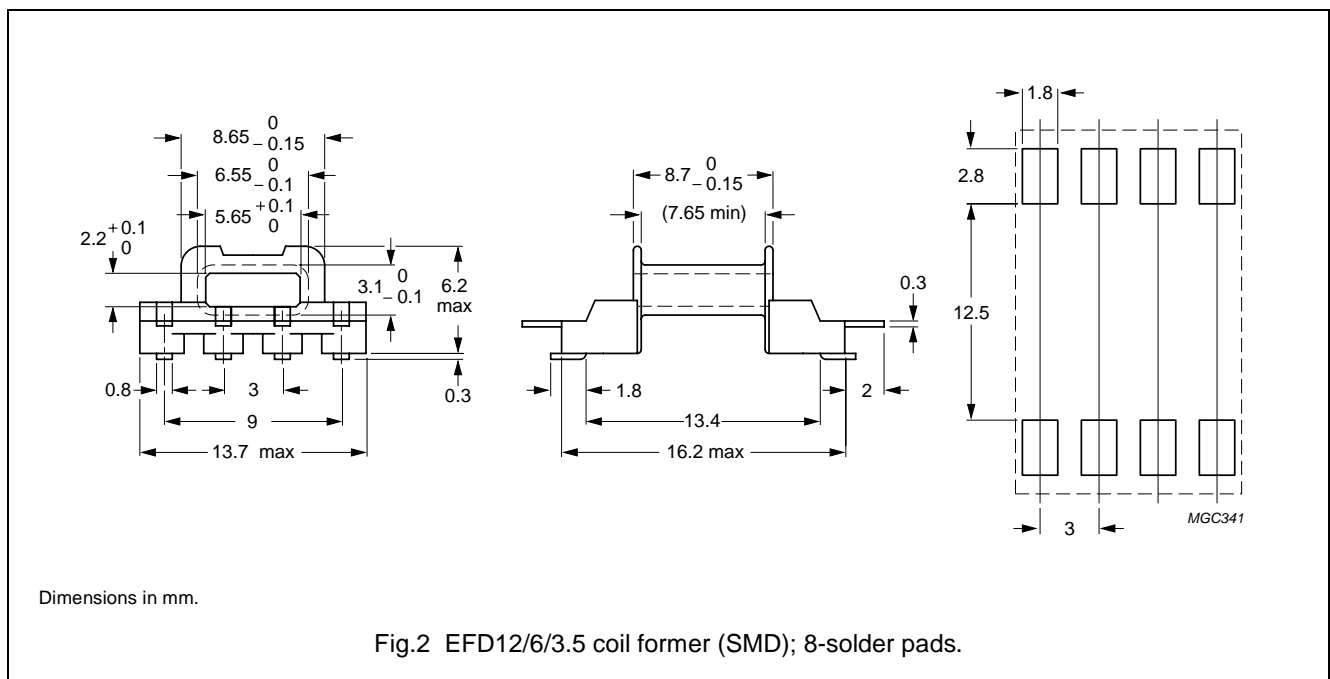 8.65 0 − 0.15
6.55 0 − 0.1
5.65 + 0.1 0
2.2 + 0.1 0
3.1 0 − 0.1
6.2 max
0.8
3
0.3
9
13.7 max
8.7 0 − 0.15
(7.65 min)
0.3
1.8
2
13.4
16.2 max
1.8
2.8
12.5
3
MGC341
Dimensions in mm.
Fig.2 EFD12/6/3.5 coil former (SMD); 8-solder pads.